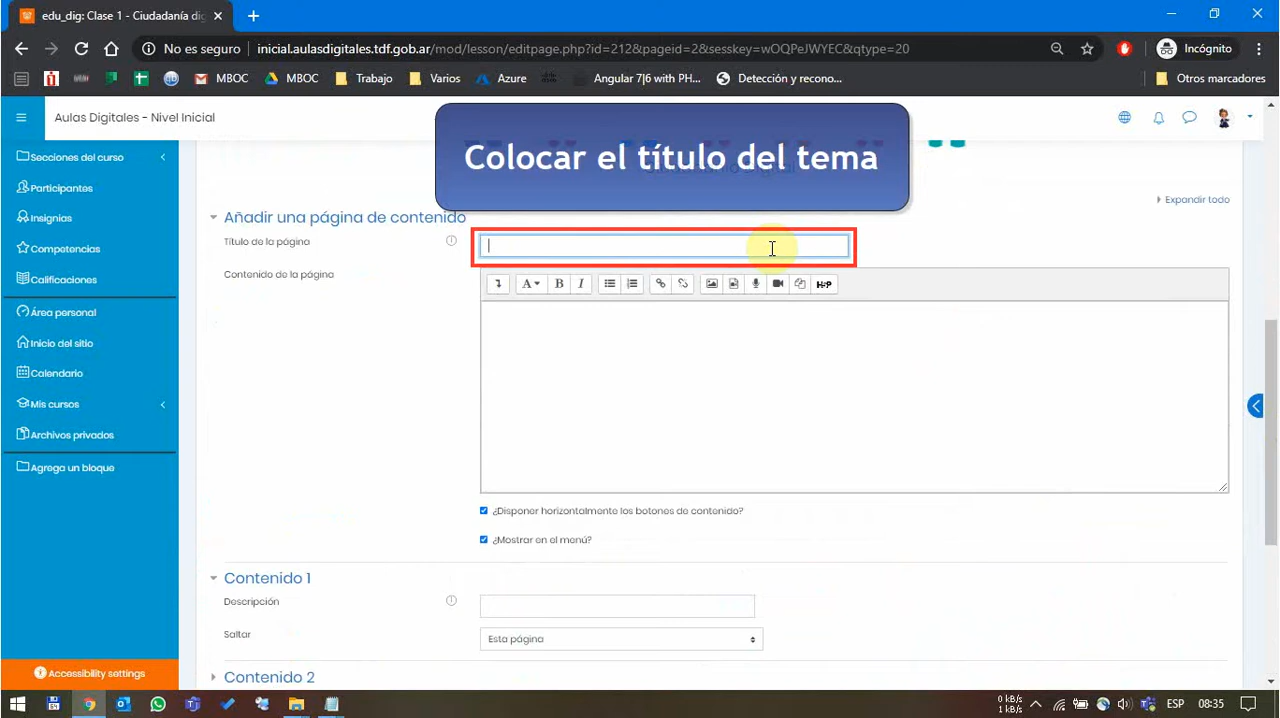 edu_dig: Clase 1 - Ciudadanía dig
No es seguro
inicial.aulasdigitales.tdf.gob.ar/mod/lesson/editpage.php?id=212&pageid=2&sesskey=wOQPeJWYEC&qtype=20
Incógnito
MBOC
MBOC
Trabajo
Varios
Azure
Angular 7|6 with PH...
Detección y recono...
Otros marcadores
Aulas Digitales - Nivel Inicial
Colocar el título del tema
Secciones del curso
Participantes
Insignias
Competencias
Calificaciones
Área personal
Inicio del sitio
Calendario
Mis cursos
Archivos privados
Agrega un bloque
Accessibility settings
Expandir todo
Añadir una página de contenido
Título de la página
Contenido de la página
A
B
I
H-P
¿Disponer horizontalmente los botones de contenido?
¿Mostrar en el menú?
Contenido 1
Descripción
Saltar
Esta página
Contenido 2
0 kB/s
1 kB/s
ESP
08:35